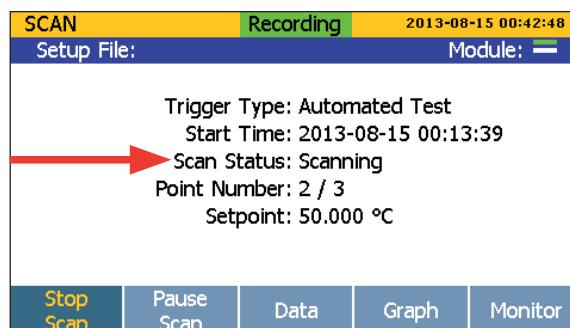 SCAN Recording 2013-08-15 00:42:48
Setup File: Module:
Trigger Type: Automated Test
Start Time: 2013-08-15 00:13:39
Scan Status: Scanning
Point Number: 2 / 3
Setpoint: 50.000 °C
Stop Scan
Pause Scan
Data
Graph
Monitor